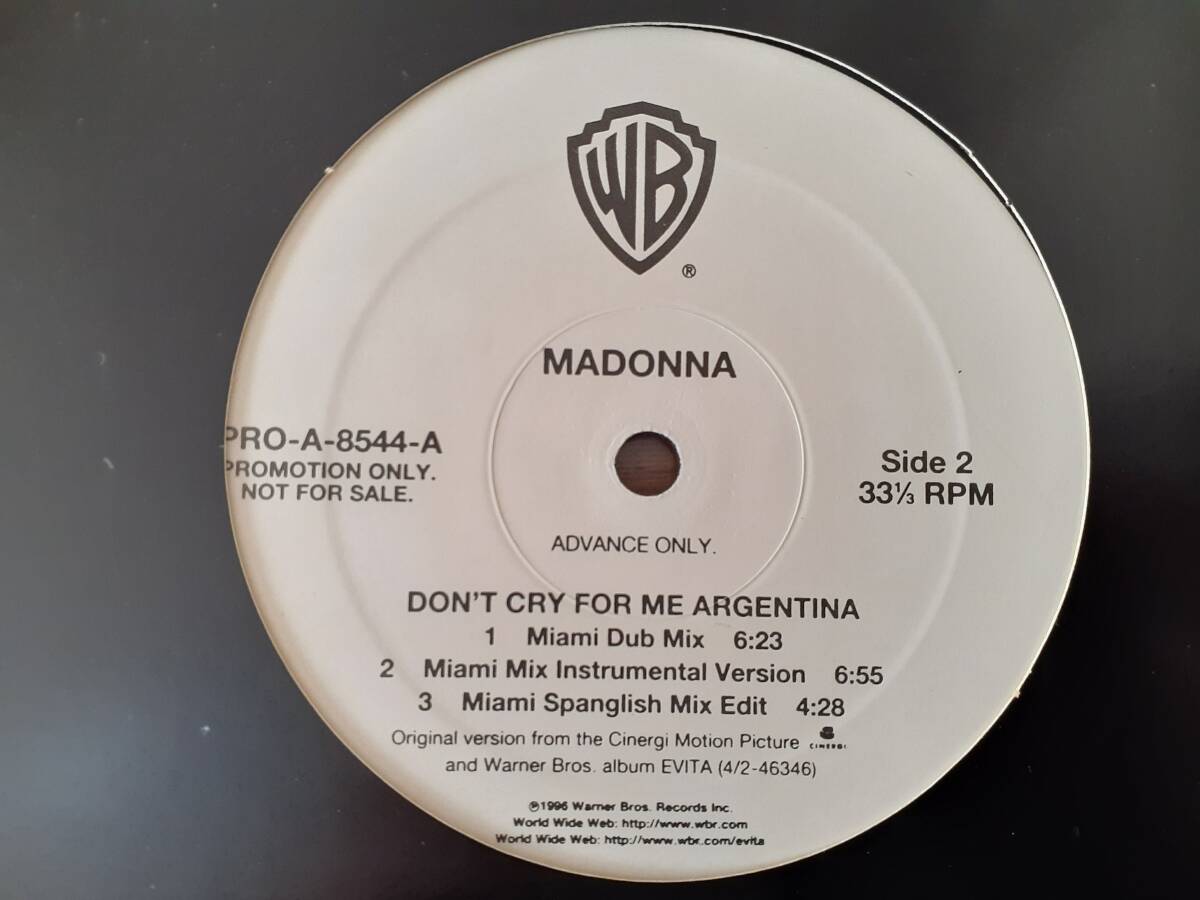 WB
®
MADONNA
PRO-A-8544-A
PROMOTION ONLY.
NOT FOR SALE.
Side 2
33⅓ RPM
ADVANCE ONLY.
DON'T CRY FOR ME ARGENTINA
1 Miami Dub Mix 6:23
2 Miami Mix Instrumental Version 6:55
3 Miami Spanglish Mix Edit 4:28
Original version from the Cinergi Motion Picture CINERGI
and Warner Bros. album EVITA (4/2-46346)
℗1996 Warner Bros. Records Inc.
World Wide Web: http://www.wbr.com
World Wide Web: http://www.wbr.com/evita